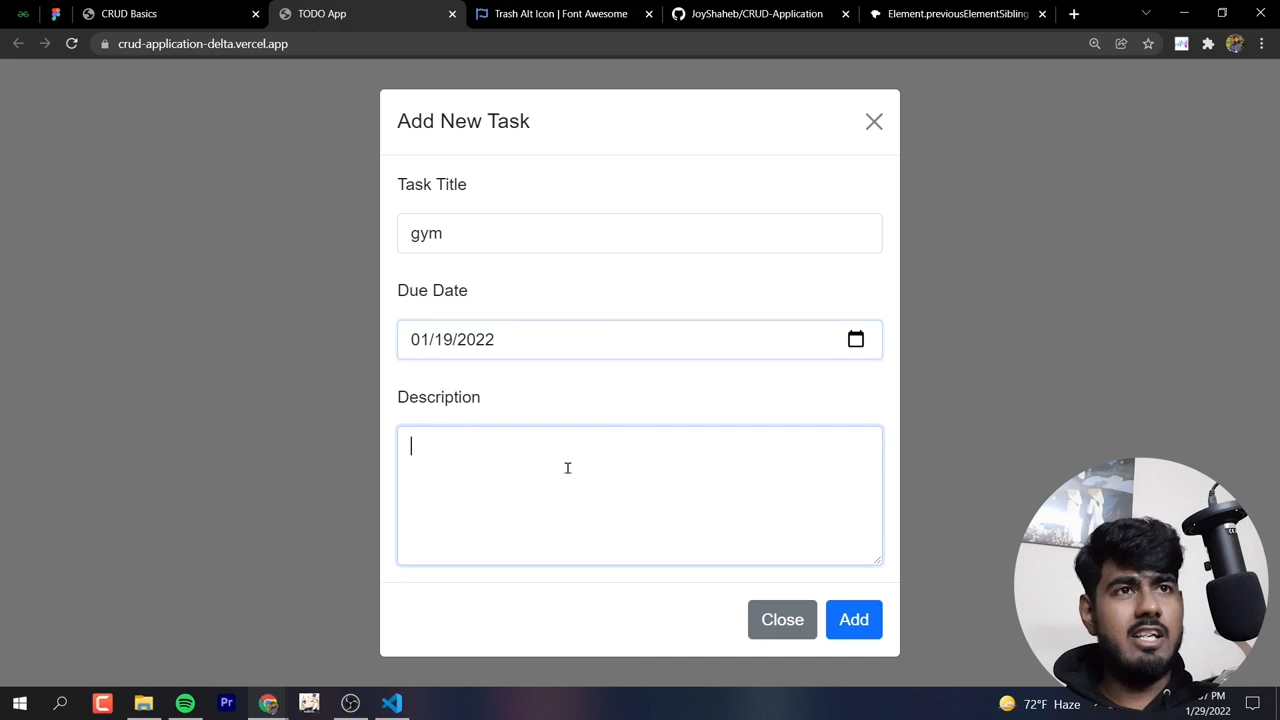 CRUD Basics
TODO App
Trash Alt Icon | Font Awesome
JoyShaheb/CRUD-Application
Element.previousElementSibling
crud-application-delta.vercel.app
Add New Task
Task Title
gym
Due Date
01/19/2022
Description
Close
Add
Pr
72°F Haze
PM
1/29/2022